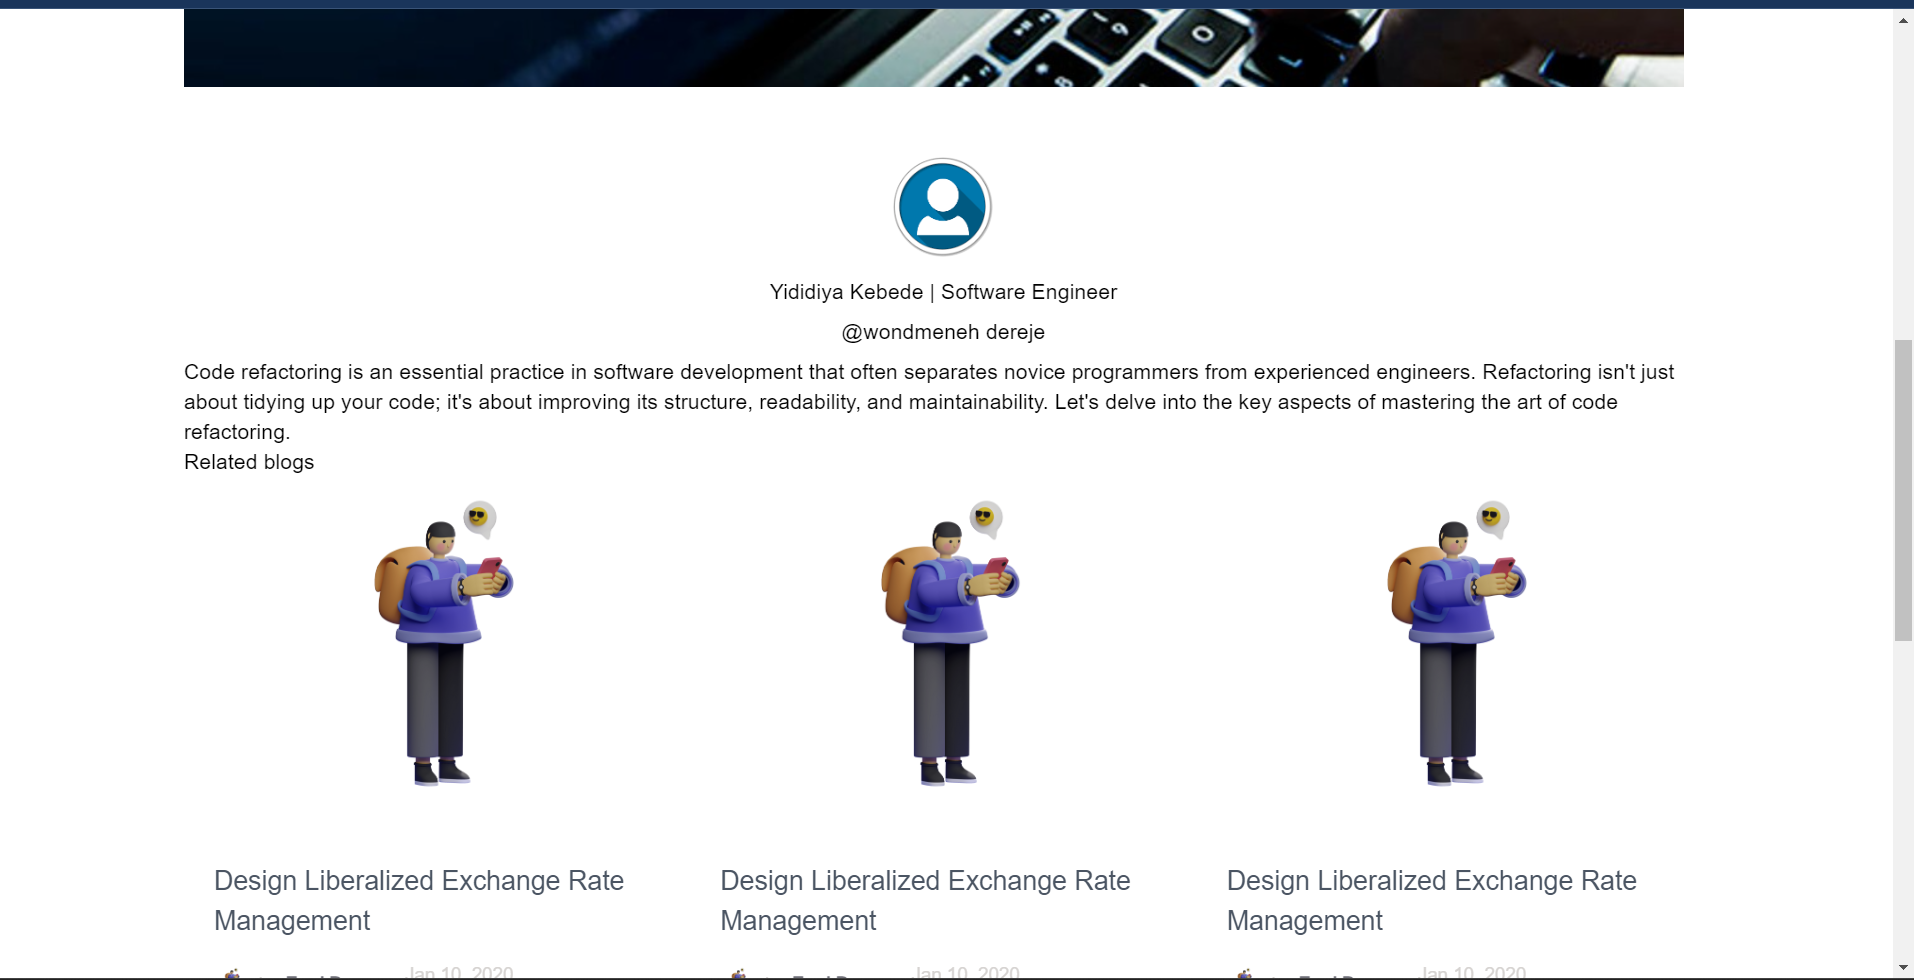 Yididiya Kebede | Software Engineer
@wondmeneh dereje
Code refactoring is an essential practice in software development that often separates novice programmers from experienced engineers. Refactoring isn't just
about tidying up your code; it's about improving its structure, readability, and maintainability. Let's delve into the key aspects of mastering the art of code
refactoring.
Related blogs
Design Liberalized Exchange Rate
Management
Design Liberalized Exchange Rate
Management
Design Liberalized Exchange Rate
Management
Jan 10, 2020
Jan 10, 2020
Jan 10, 2020